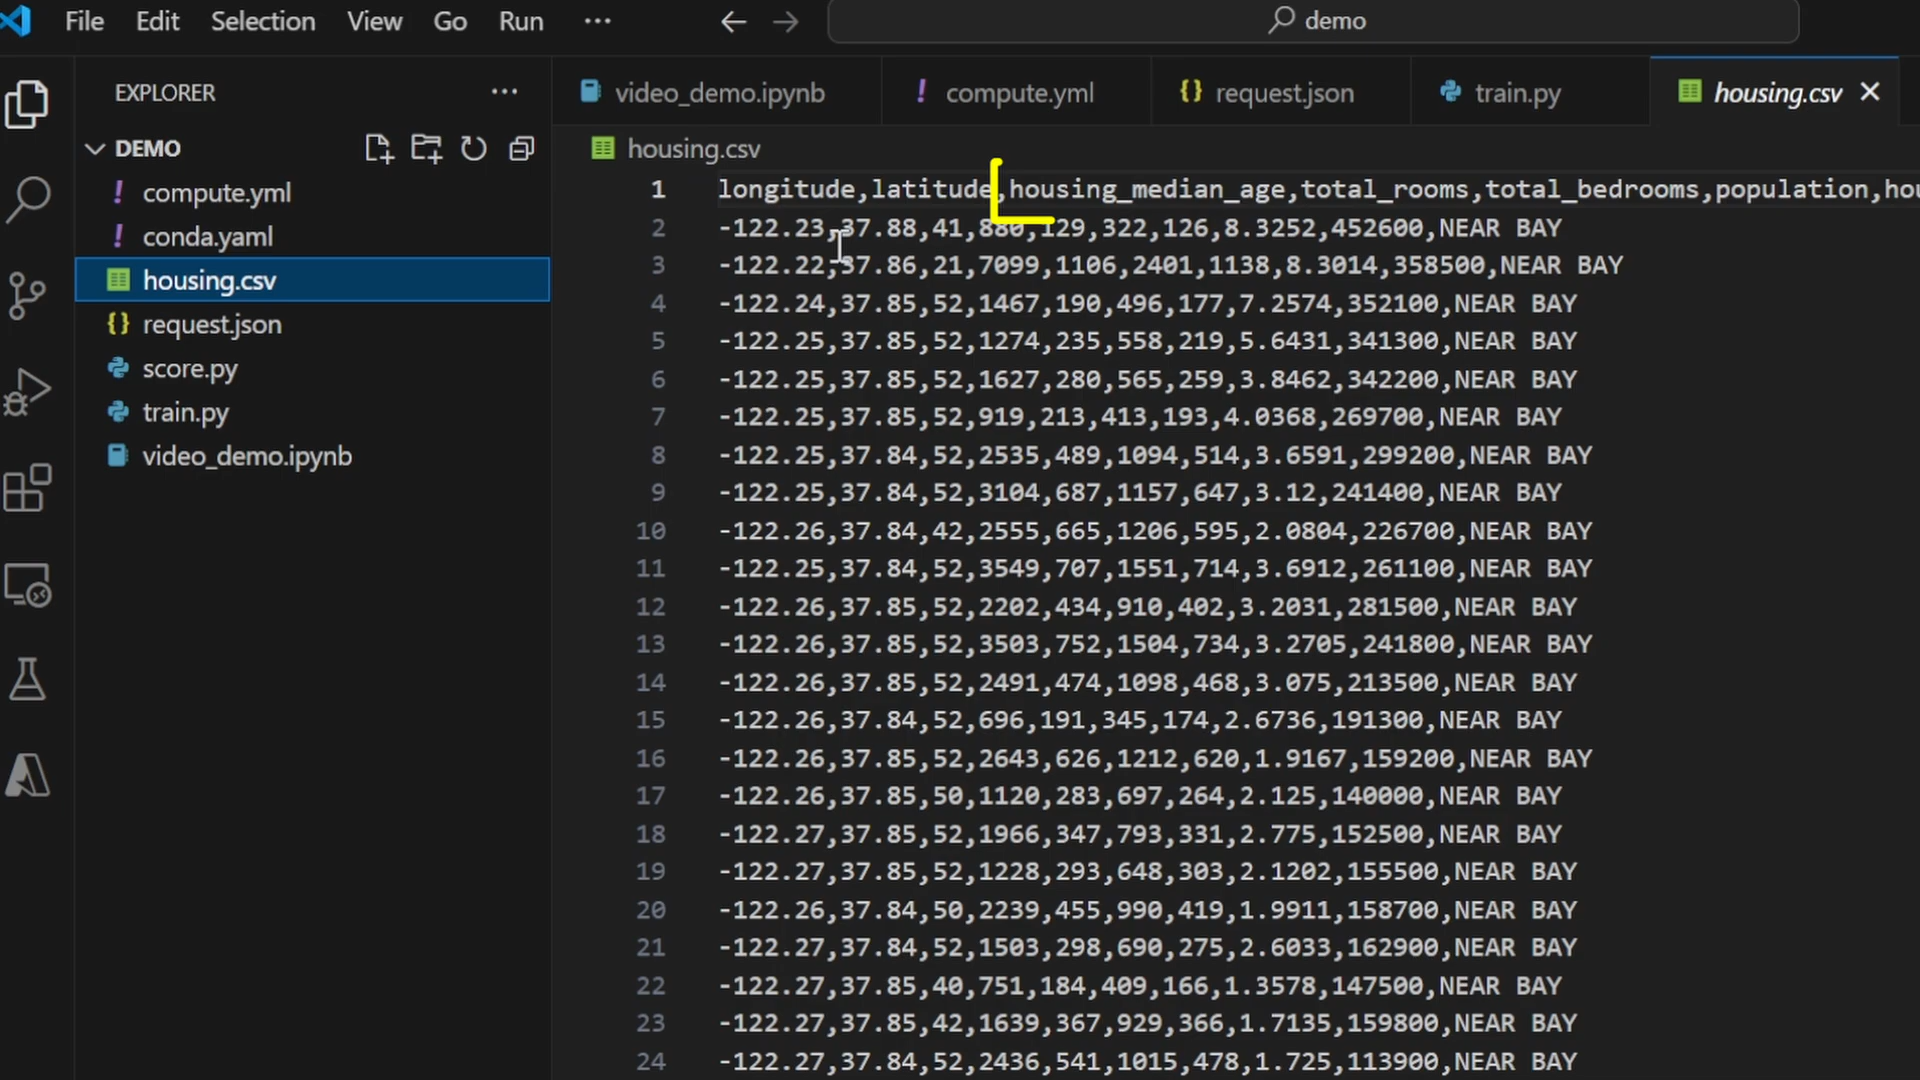 File Edit Selection View Go Run ···
demo
EXPLORER
video_demo.ipynb
compute.yml
request.json
train.py
housing.csv
DEMO
compute.yml
conda.yaml
housing.csv
request.json
score.py
train.py
video_demo.ipynb
housing.csv
1 longitude,latitude,housing_median_age,total_rooms,total_bedrooms,population,hou
2 -122.23,37.88,41,880,129,322,126,8.3252,452600,NEAR BAY
3 -122.22,37.86,21,7099,1106,2401,1138,8.3014,358500,NEAR BAY
4 -122.24,37.85,52,1467,190,496,177,7.2574,352100,NEAR BAY
5 -122.25,37.85,52,1274,235,558,219,5.6431,341300,NEAR BAY
6 -122.25,37.85,52,1627,280,565,259,3.8462,342200,NEAR BAY
7 -122.25,37.85,52,919,213,413,193,4.0368,269700,NEAR BAY
8 -122.25,37.84,52,2535,489,1094,514,3.6591,299200,NEAR BAY
9 -122.25,37.84,52,3104,687,1157,647,3.12,241400,NEAR BAY
10 -122.26,37.84,42,2555,665,1206,595,2.0804,226700,NEAR BAY
11 -122.25,37.84,52,3549,707,1551,714,3.6912,261100,NEAR BAY
12 -122.26,37.85,52,2202,434,910,402,3.2031,281500,NEAR BAY
13 -122.26,37.85,52,3503,752,1504,734,3.2705,241800,NEAR BAY
14 -122.26,37.85,52,2491,474,1098,468,3.075,213500,NEAR BAY
15 -122.26,37.84,52,696,191,345,174,2.6736,191300,NEAR BAY
16 -122.26,37.85,52,2643,626,1212,620,1.9167,159200,NEAR BAY
17 -122.26,37.85,50,1120,283,697,264,2.125,140000,NEAR BAY
18 -122.27,37.85,52,1966,347,793,331,2.775,152500,NEAR BAY
19 -122.27,37.85,52,1228,293,648,303,2.1202,155500,NEAR BAY
20 -122.26,37.84,50,2239,455,990,419,1.9911,158700,NEAR BAY
21 -122.27,37.84,52,1503,298,690,275,2.6033,162900,NEAR BAY
22 -122.27,37.85,40,751,184,409,166,1.3578,147500,NEAR BAY
23 -122.27,37.85,42,1639,367,929,366,1.7135,159800,NEAR BAY
24 -122.27,37.84,52,2436,541,1015,478,1.725,113900,NEAR BAY